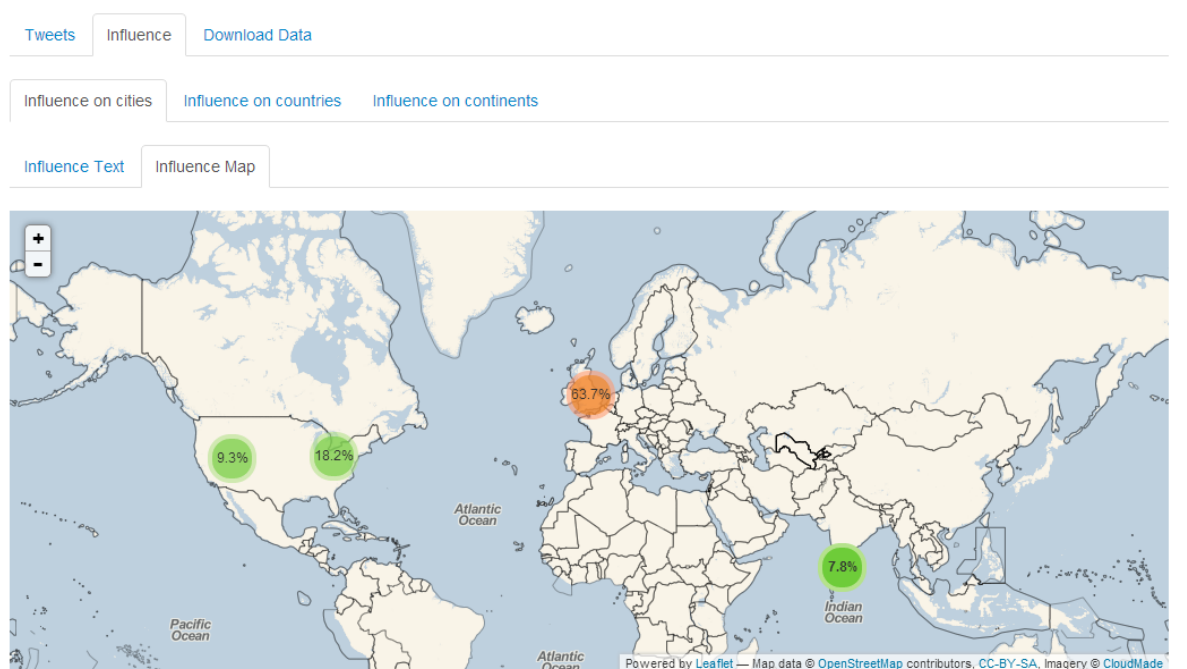 Tweets Influence Download Data
Influence on cities Influence on countries Influence on continents
Influence Text Influence Map
+
-
63.7%
9.3%
18.2%
Atlantic
Ocean
7.8%
Indian
Ocean
Pacific
Ocean
Atlantic
Ocean
Powered by Leaflet — Map data © OpenStreetMap contributors, CC-BY-SA, Imagery © CloudMade